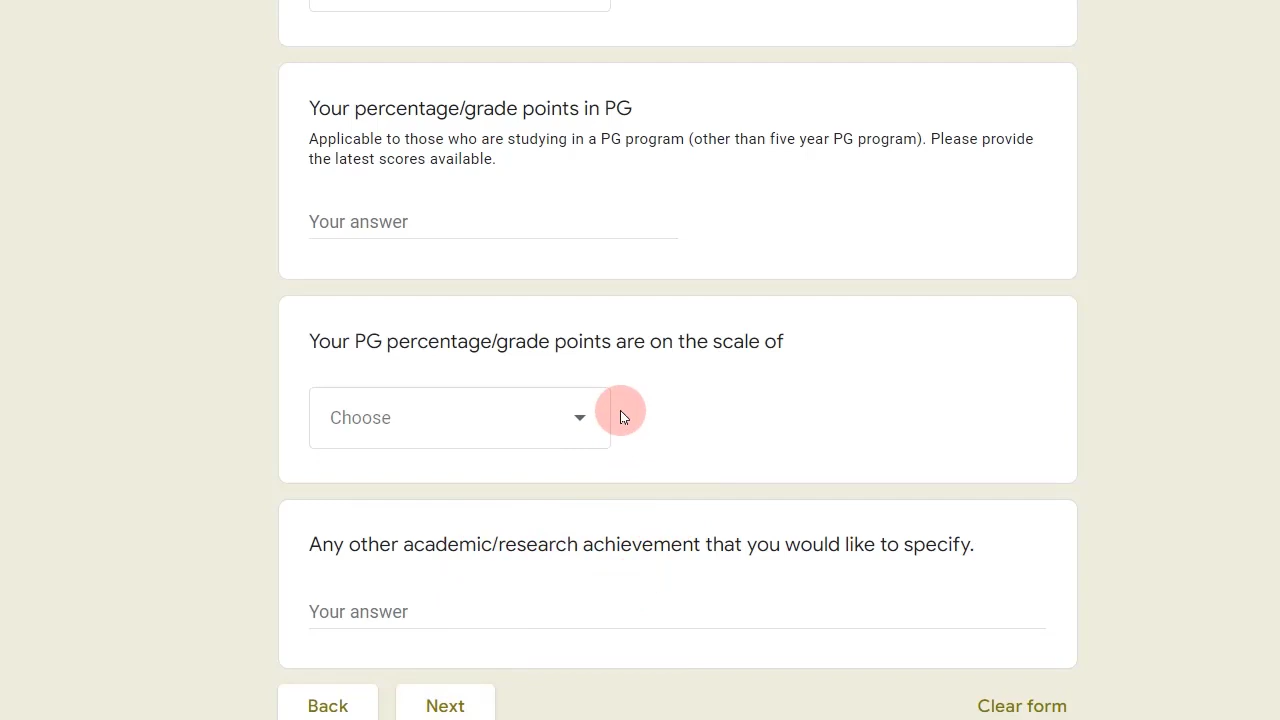 Your percentage/grade points in PG
Applicable to those who are studying in a PG program (other than five year PG program). Please provide
the latest scores available.
Your answer
Your PG percentage/grade points are on the scale of
Choose
Any other academic/research achievement that you would like to specify.
Your answer
Back Next Clear form